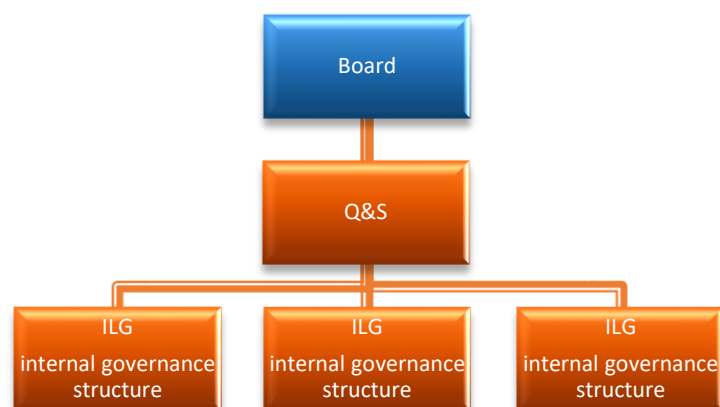 Board
Q&S
ILG
internal governance
structure
ILG
internal governance
structure
ILG
internal governance
structure